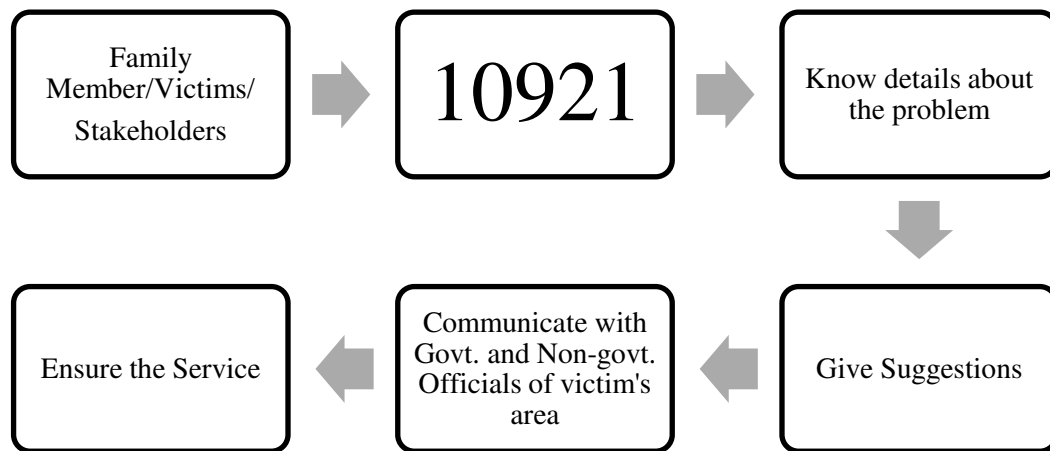 Family
Member/Victims/
Stakeholders
10921
Know details about
the problem
Give Suggestions
Communicate with
Govt. and Non-govt.
Officials of victim's
area
Ensure the Service